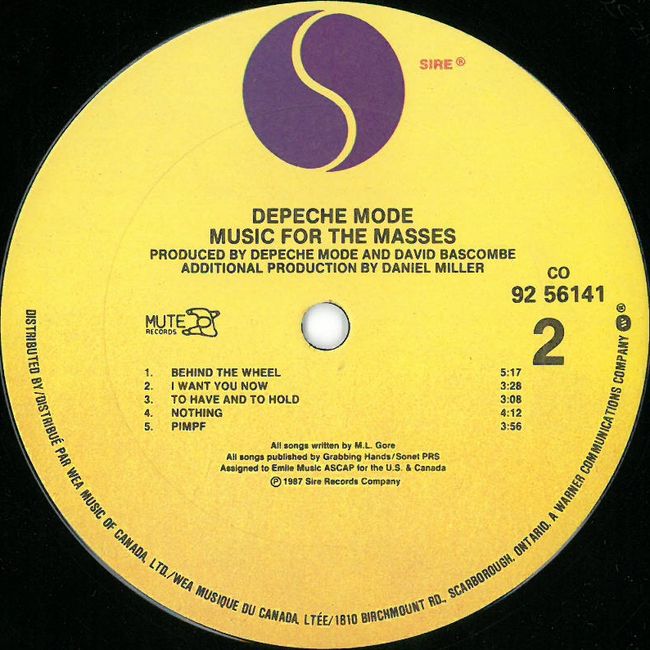 SIRE ®
DEPECHE MODE
MUSIC FOR THE MASSES
PRODUCED BY DEPECHE MODE AND DAVID BASCOMBE
ADDITIONAL PRODUCTION BY DANIEL MILLER
CO
92 56141
2
MUTE
RECORDS
1. BEHIND THE WHEEL 5:17
2. I WANT YOU NOW 3:28
3. TO HAVE AND TO HOLD 3:08
4. NOTHING 4:12
5. PIMPF 3:56
All songs written by M.L. Gore
All songs published by Grabbing Hands/Sonet PRS
Assigned to Emile Music ASCAP for the U.S. & Canada
℗ 1987 Sire Records Company
DISTRIBUTED BY/DISTRIBUÉ PAR WEA MUSIC OF CANADA, LTD./WEA MUSIQUE DU CANADA, LTÉE/1810 BIRCHMOUNT RD., SCARBOROUGH, ONTARIO. A WARNER COMMUNICATIONS COMPANY ®